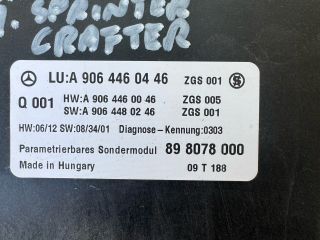 SPRINTER
CRAFTER
LU:A 906 446 04 46 ZGS 001
Q 001 HW:A 906 446 00 46 ZGS 005
SW:A 906 448 02 46 ZGS 001
HW:06/12 SW:08/34/01 Diagnose - Kennung:0303
Parametrierbares Sondermodul 89 8078 000
Made in Hungary 09 T 188